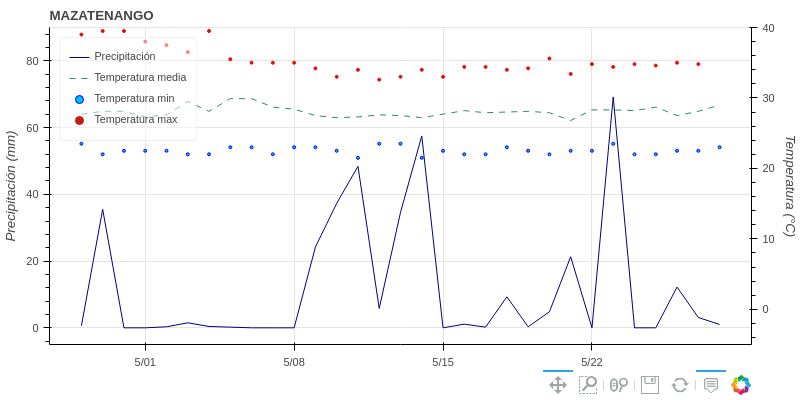 MAZATENANGO
Precipitación
Temperatura media
Temperatura min
Temperatura max
Precipitación (mm)
80
60
40
20
0
Temperatura (°C)
40
30
20
10
0
5/01
5/08
5/15
5/22